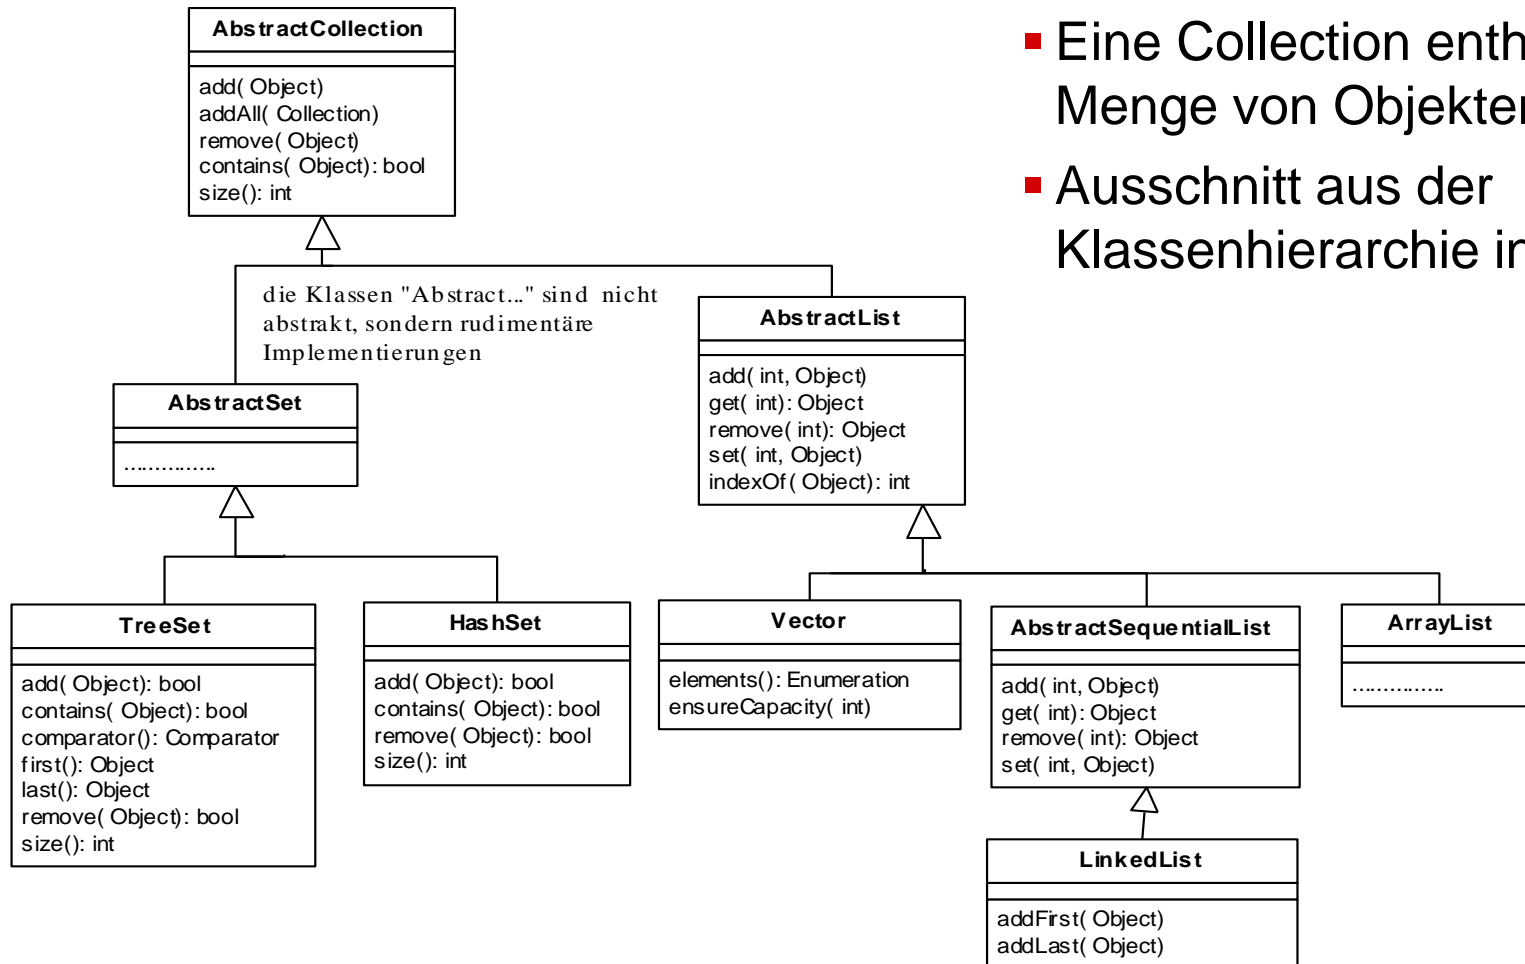 AbstractCollection
add( Object)
addAll( Collection)
remove( Object)
contains( Object): bool
size(): int
Eine Collection enth
Menge von Objekten
Ausschnitt aus der
Klassenhierarchie in
die Klassen "Abstract..." sind nicht
abstrakt, sondern rudimentäre
Implementierungen
AbstractList
add( int, Object)
get( int): Object
remove( int): Object
set( int, Object)
indexOf( Object): int
AbstractSet
...............
TreeSet
add( Object): bool
contains( Object): bool
comparator(): Comparator
first(): Object
last(): Object
remove( Object): bool
size(): int
HashSet
add( Object): bool
contains( Object): bool
remove( Object): bool
size(): int
Vector
elements(): Enumeration
ensureCapacity( int)
AbstractSequentialList
add( int, Object)
get( int): Object
remove( int): Object
set( int, Object)
ArrayList
...............
LinkedList
addFirst( Object)
addLast( Object)